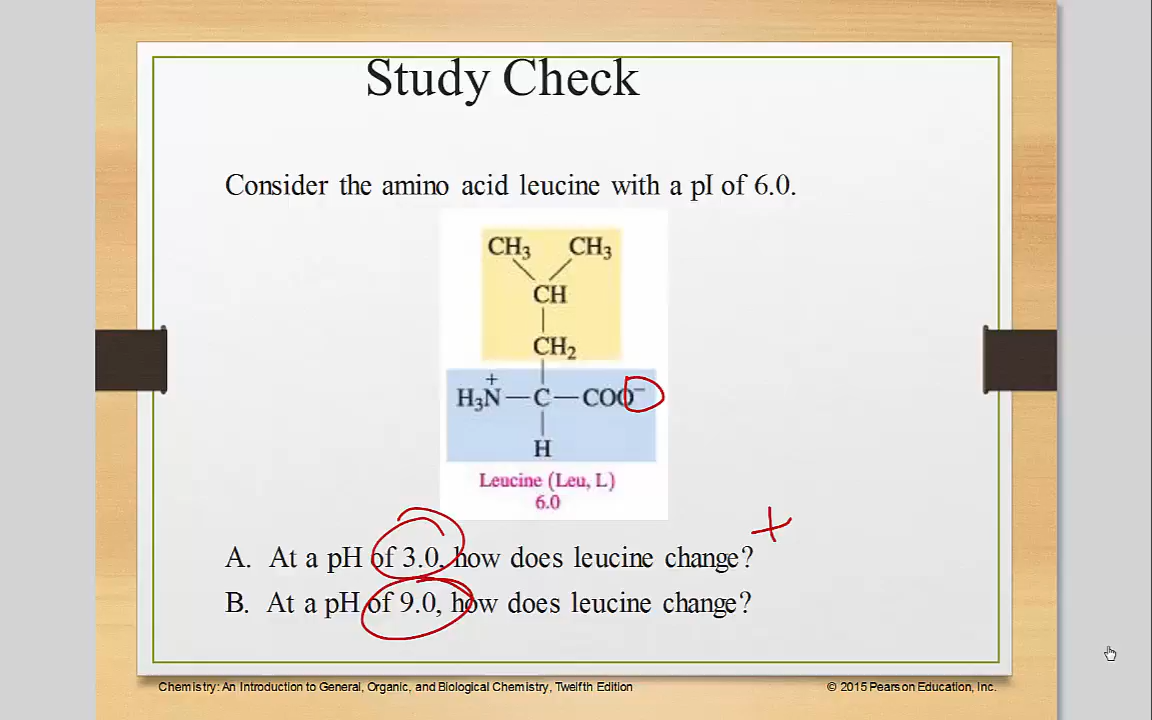 Study Check
Consider the amino acid leucine with a pI of 6.0.
CH₃ CH₃
CH
CH₂
+
H₃N—C—COO⁻
H
Leucine (Leu, L)
6.0
+
A. At a pH of 3.0, how does leucine change?
B. At a pH of 9.0, how does leucine change?
Chemistry: An Introduction to General, Organic, and Biological Chemistry, Twelfth Edition © 2015 Pearson Education, Inc.